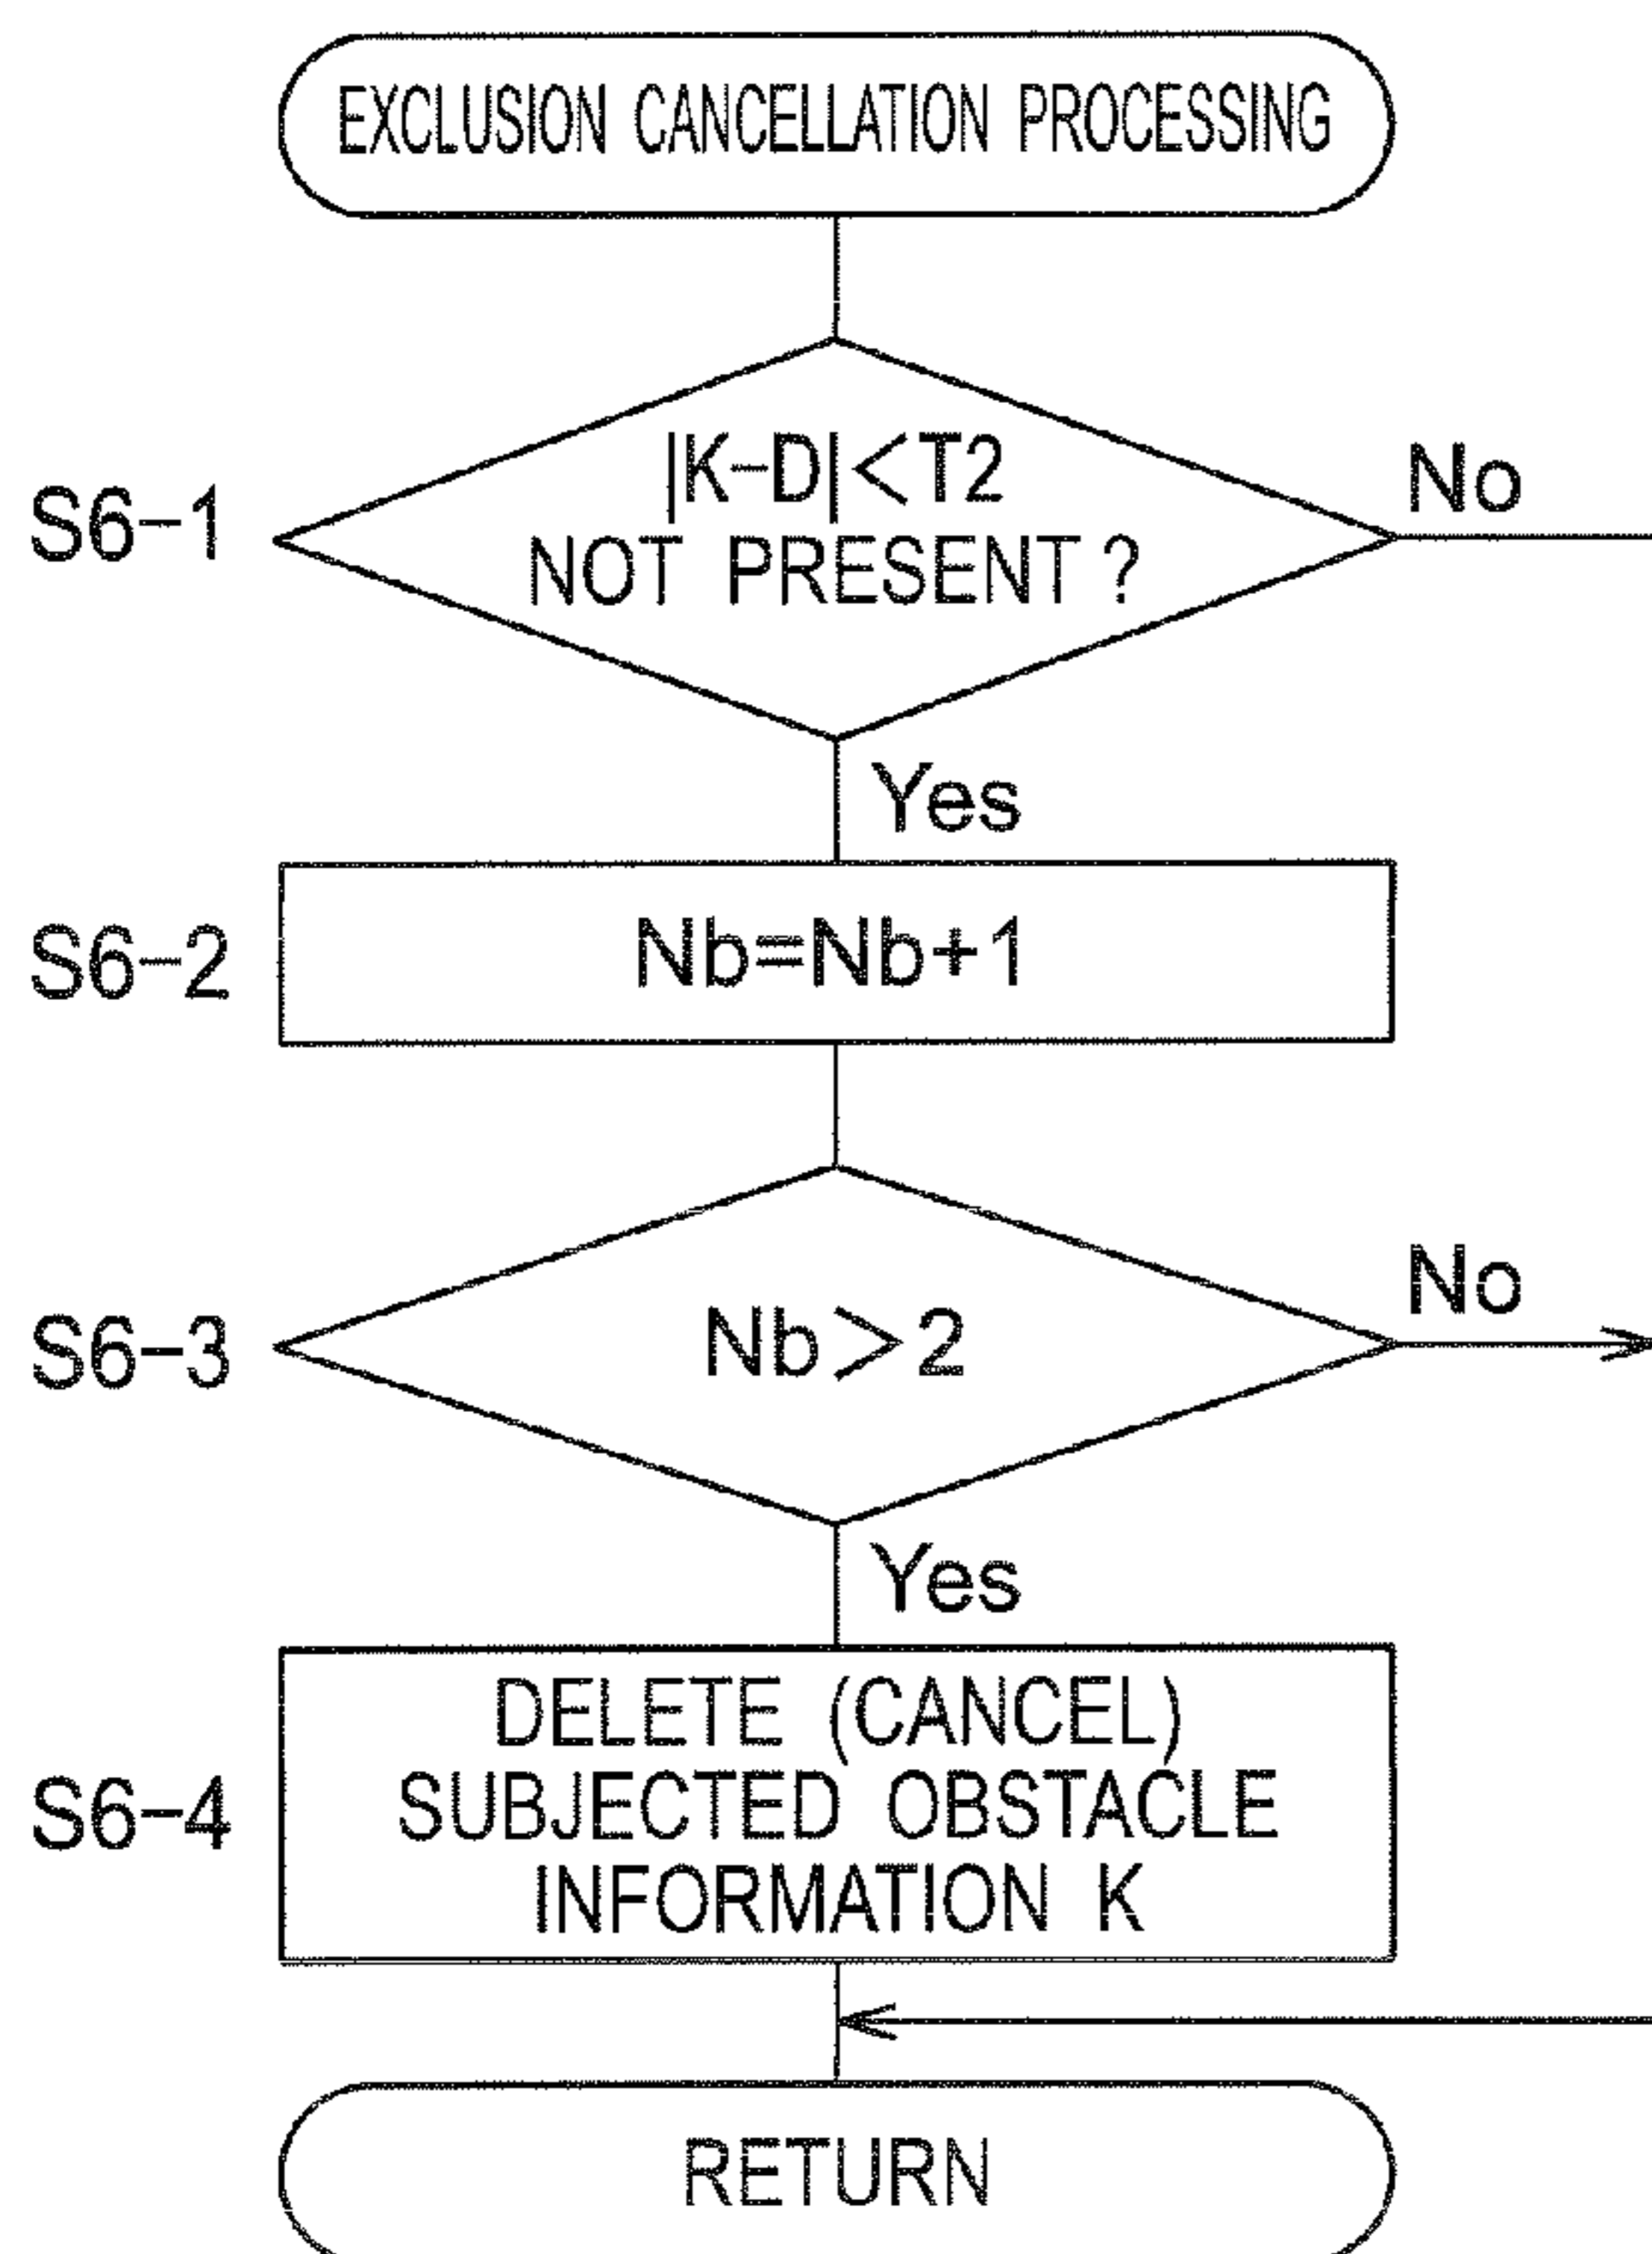 EXCLUSION CANCELLATION PROCESSING
|K-D|<T2
No
S6-1
NOT PRESENT?
Yes
S6-2
Nb=Nb+1
No
S6-3
Nb>2
Yes
DELETE (CANCEL)
S6-4
SUBJECTED OBSTACLE
INFORMATION K
RETURN